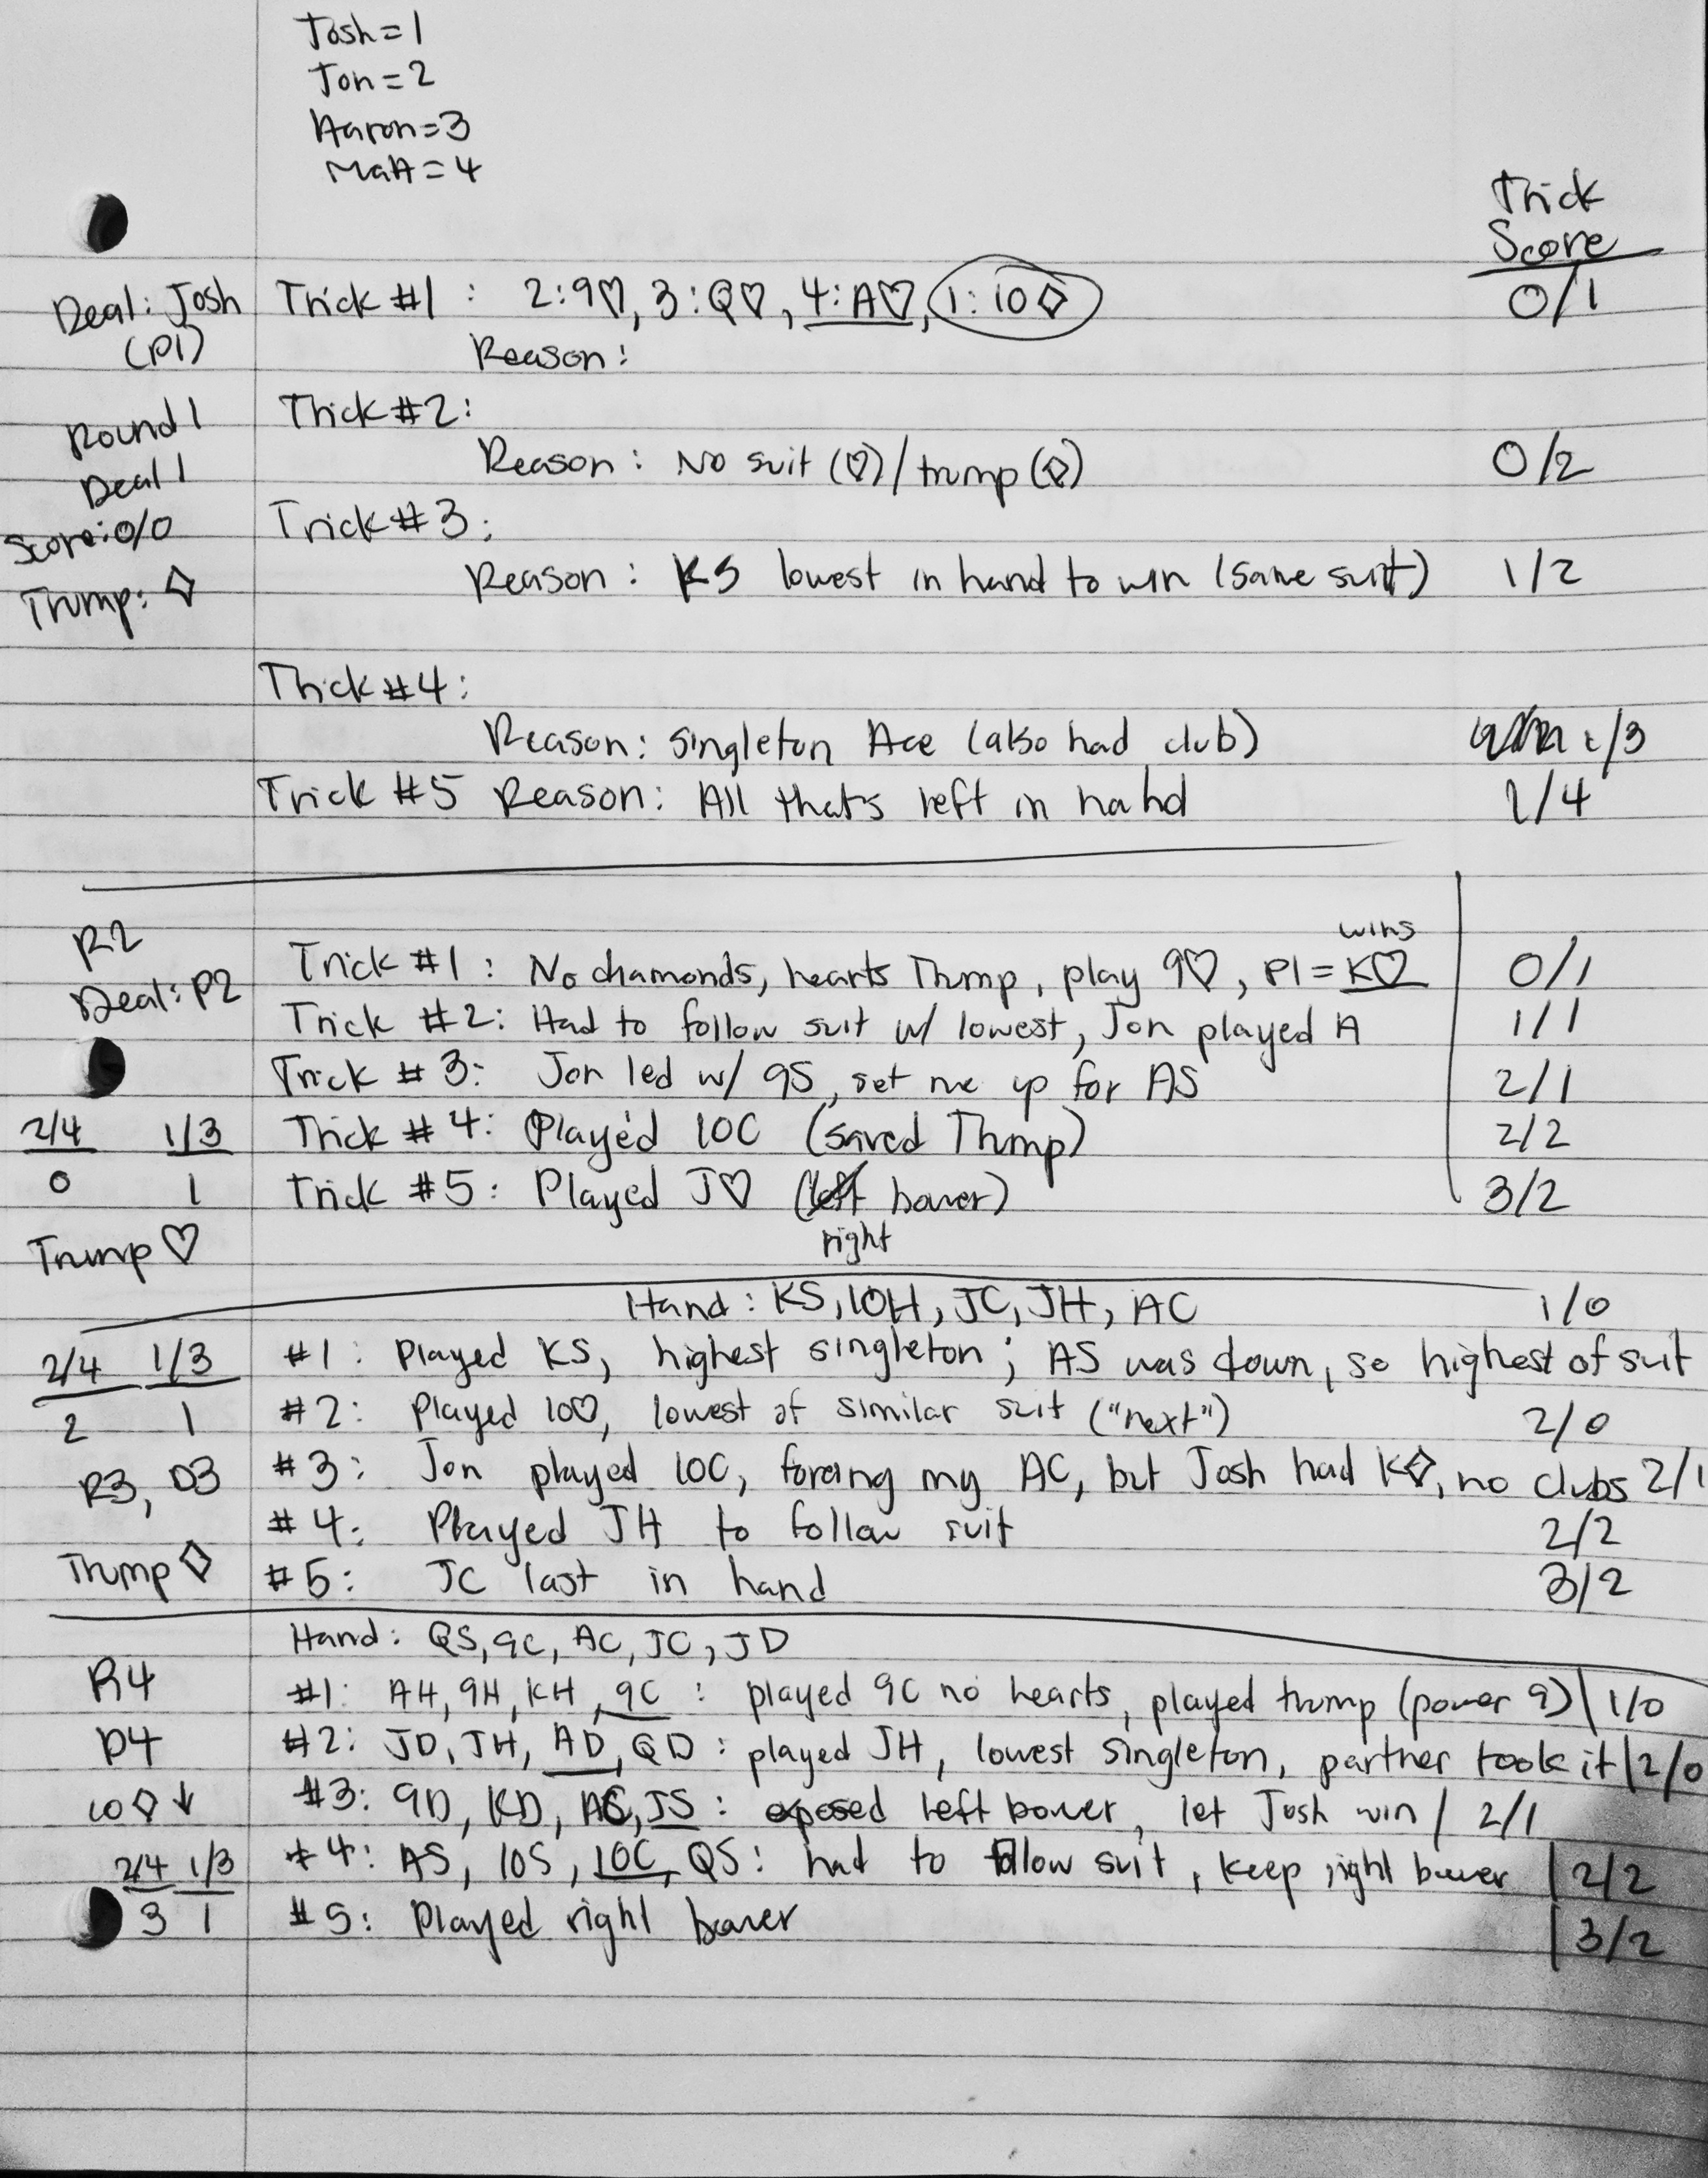 Josh = 1
Jon = 2
Aaron = 3
Matt = 4
Trick
Score
Deal: Josh
(P1)
Trick #1 : 2:9♡, 3:Q♡, 4:A♡, 1:10◇ 0/1
Reason:
Round 1
Deal 1
Trick #2:
Reason: No suit (♡)/trump (◇) 0/2
Score: 0/0
Trump: ◇
Trick #3:
Reason: KS lowest in hand to win (same suit) 1/2
Trick #4:
Reason: Singleton Ace (also had club) 1/3
Trick #5 Reason: All that's left in hahd 1/4
R2
Deal: P2
wins
Trick #1: No diamonds, hearts Trump, play 9♡, P1 = K♡ 0/1
Trick #2: Had to follow suit w/ lowest, Jon played A 1/1
Trick #3: Jon led w/ 9S, set me up for AS 2/1
2/4 1/3 Trick #4: Played 10C (saved Trump) 2/2
0 1 Trick #5: Played J♡ (left bower) 3/2
right
Trump ♡
Hand: KS, 10H, JC, JH, AC 1/0
2/4 1/3 #1: Played KS, highest singleton; AS was down, so highest of suit
2 1 #2: Played 10♡, lowest of similar suit ("next") 2/0
R3, D3 #3: Jon played 10C, forcing my AC, but Josh had K◇, no clubs 2/1
#4: Played JH to follow suit 2/2
Trump ◇ #5: JC last in hand 3/2
Hand: QS, 9C, AC, JC, JD
R4 #1: AH, 9H, KH, 9C : played 9C no hearts, played trump (power 9) | 1/0
D4 #2: JD, JH, AD, QD : played JH, lowest singleton, partner took it | 2/0
10◇↓ #3: 9D, KD, AC, JS : exposed left bower, let Josh win / 2/1
2/4 1/3 #4: AS, 10S, 10C, QS: had to follow suit, keep right bower | 2/2
3 1 #5: Played right bower | 3/2